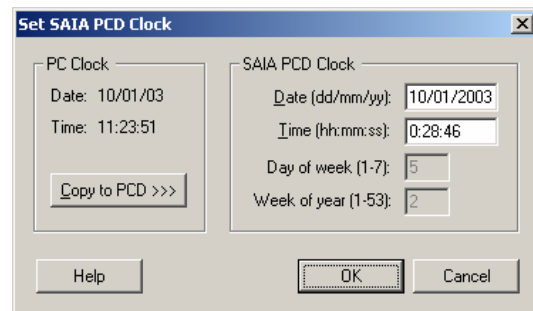 Set SAIA PCD Clock
PC Clock
Date: 10/01/03
Time: 11:23:51
Copy to PCD >>>
SAIA PCD Clock
Date (dd/mm/yy): 10/01/2003
Time (hh:mm:ss): 0:28:46
Day of week (1-7): 5
Week of year (1-53): 2
Help
OK
Cancel